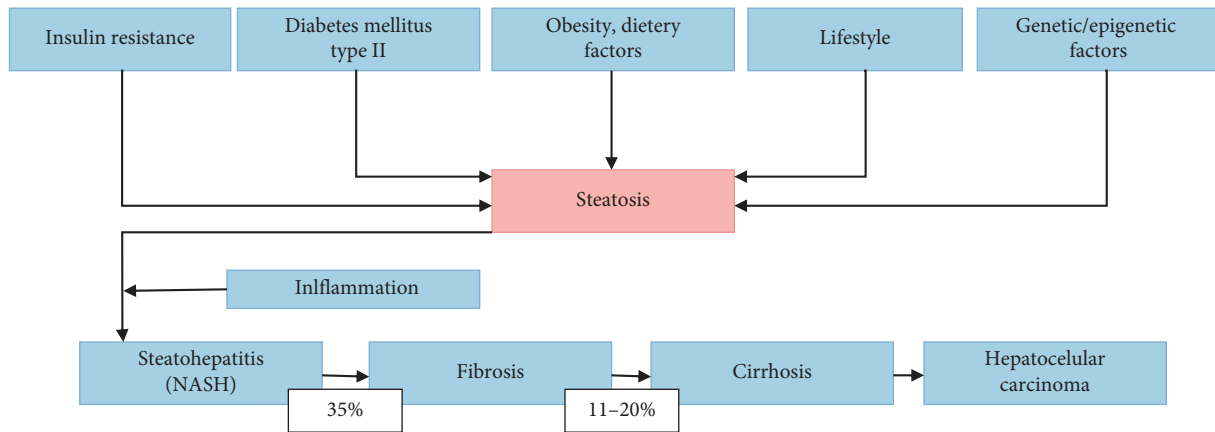 Insulin resistance
Diabetes mellitus
type II
Obesity, dietery
factors
Lifestyle
Genetic/epigenetic
factors
Steatosis
Inlflammation
Steatohepatitis
(NASH)
Fibrosis
Cirrhosis
Hepatocelular
carcinoma
35%
11–20%